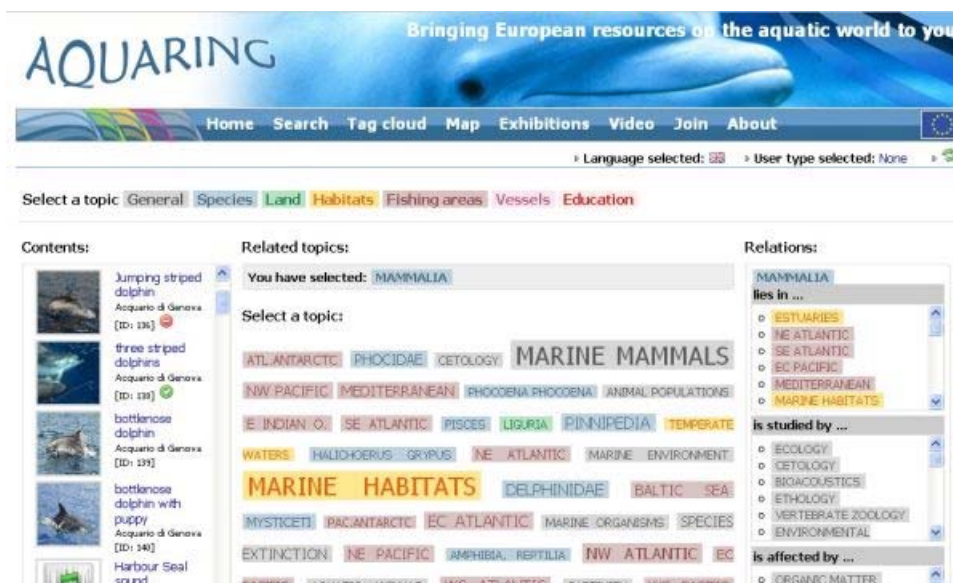 AQUARING
Bringing European resources on the aquatic world to you
Home Search Tag cloud Map Exhibitions Video Join About
Language selected: User type selected: None
Select a topic General Species Land Habitats Fishing areas Vessels Education
Contents:
Jumping striped
dolphin
Acquario di Genova
[ID: 136]
three striped
dolphins
Acquario di Genova
[ID: 138]
bottlenose
dolphin
Acquario di Genova
[ID: 139]
bottlenose
dolphin with
puppy
Acquario di Genova
[ID: 140]
Harbour Seal
sound
Related topics:
You have selected: MAMMALIA
Select a topic:
ATL.ANTARCTC PHOCIDAE CETOLOGY MARINE MAMMALS
NW PACIFIC MEDITERRANEAN PHOCOENA PHOCOENA ANIMAL POPULATIONS
E INDIAN O. SE ATLANTIC PISCES LIGURIA PINNIPEDIA TEMPERATE
WATERS HALICHOERUS GRYPUS NE ATLANTIC MARINE ENVIRONMENT
MARINE HABITATS DELPHINIDAE BALTIC SEA
MYSTICETI PAC.ANTARCTC EC ATLANTIC MARINE ORGANISMS SPECIES
EXTINCTION NE PACIFIC AMPHIBIA, REPTILIA NW ATLANTIC EC
Relations:
MAMMALIA
lies in ...
ESTUARIES
NE ATLANTIC
SE ATLANTIC
EC PACIFIC
MEDITERRANEAN
MARINE HABITATS
is studied by ...
ECOLOGY
CETOLOGY
BIOACOUSTICS
ETHOLOGY
VERTEBRATE ZOOLOGY
ENVIRONMENTAL
is affected by ...
ORGANIC MATTER